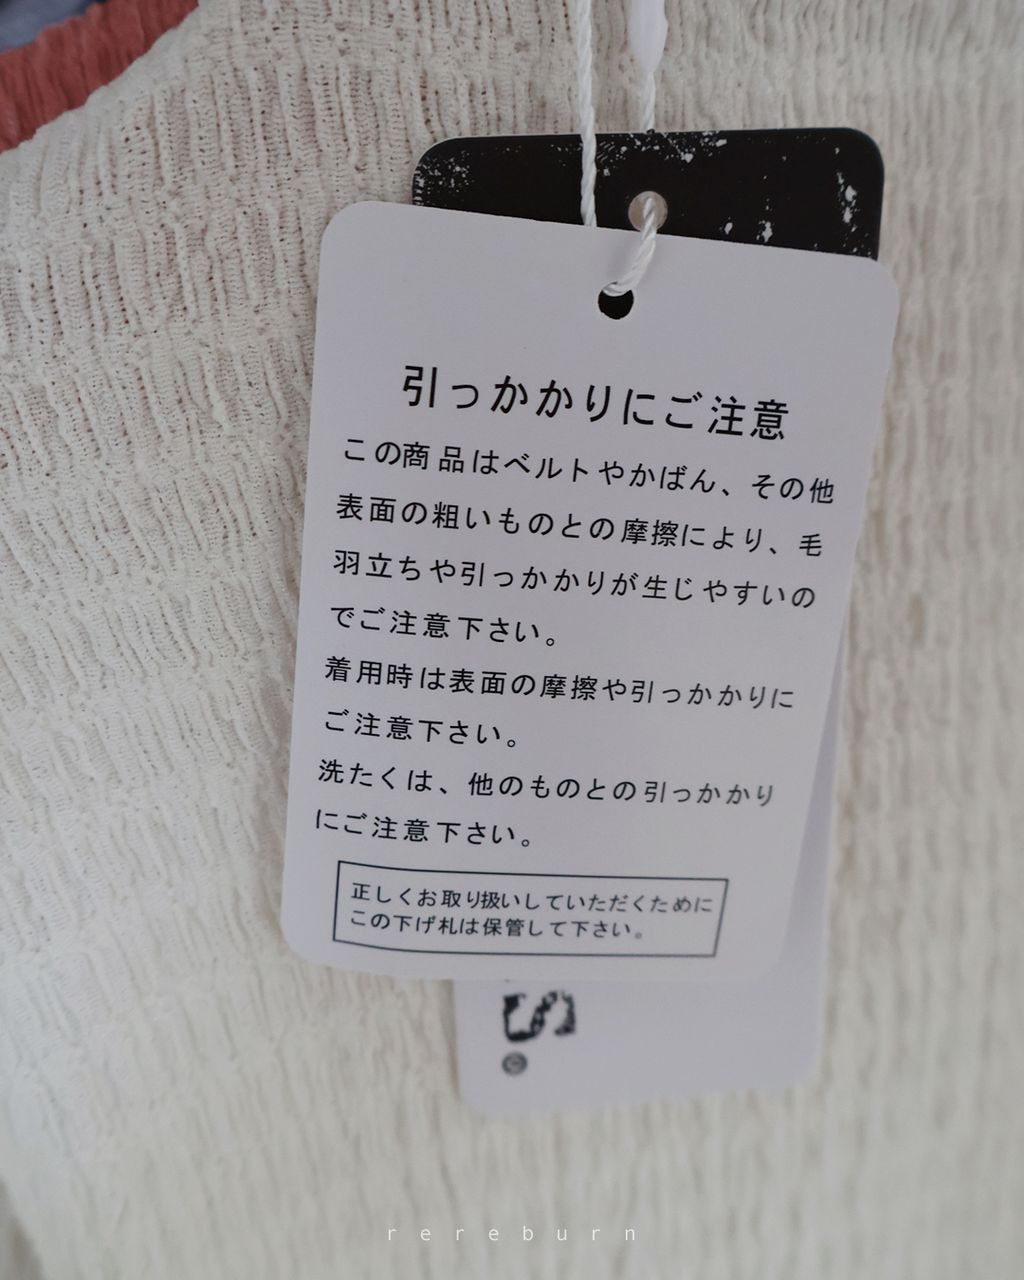 引っかかりにご注意
この商品はベルトやかばん、その他
表面の粗いものとの摩擦により、毛
羽立ちや引っかかりが生じやすいの
でご注意下さい。
着用時は表面の摩擦や引っかかりに
ご注意下さい。
洗たくは、他のものとの引っかかり
にご注意下さい。
正しくお取り扱いしていただくために
この下げ札は保管して下さい。
rereburn